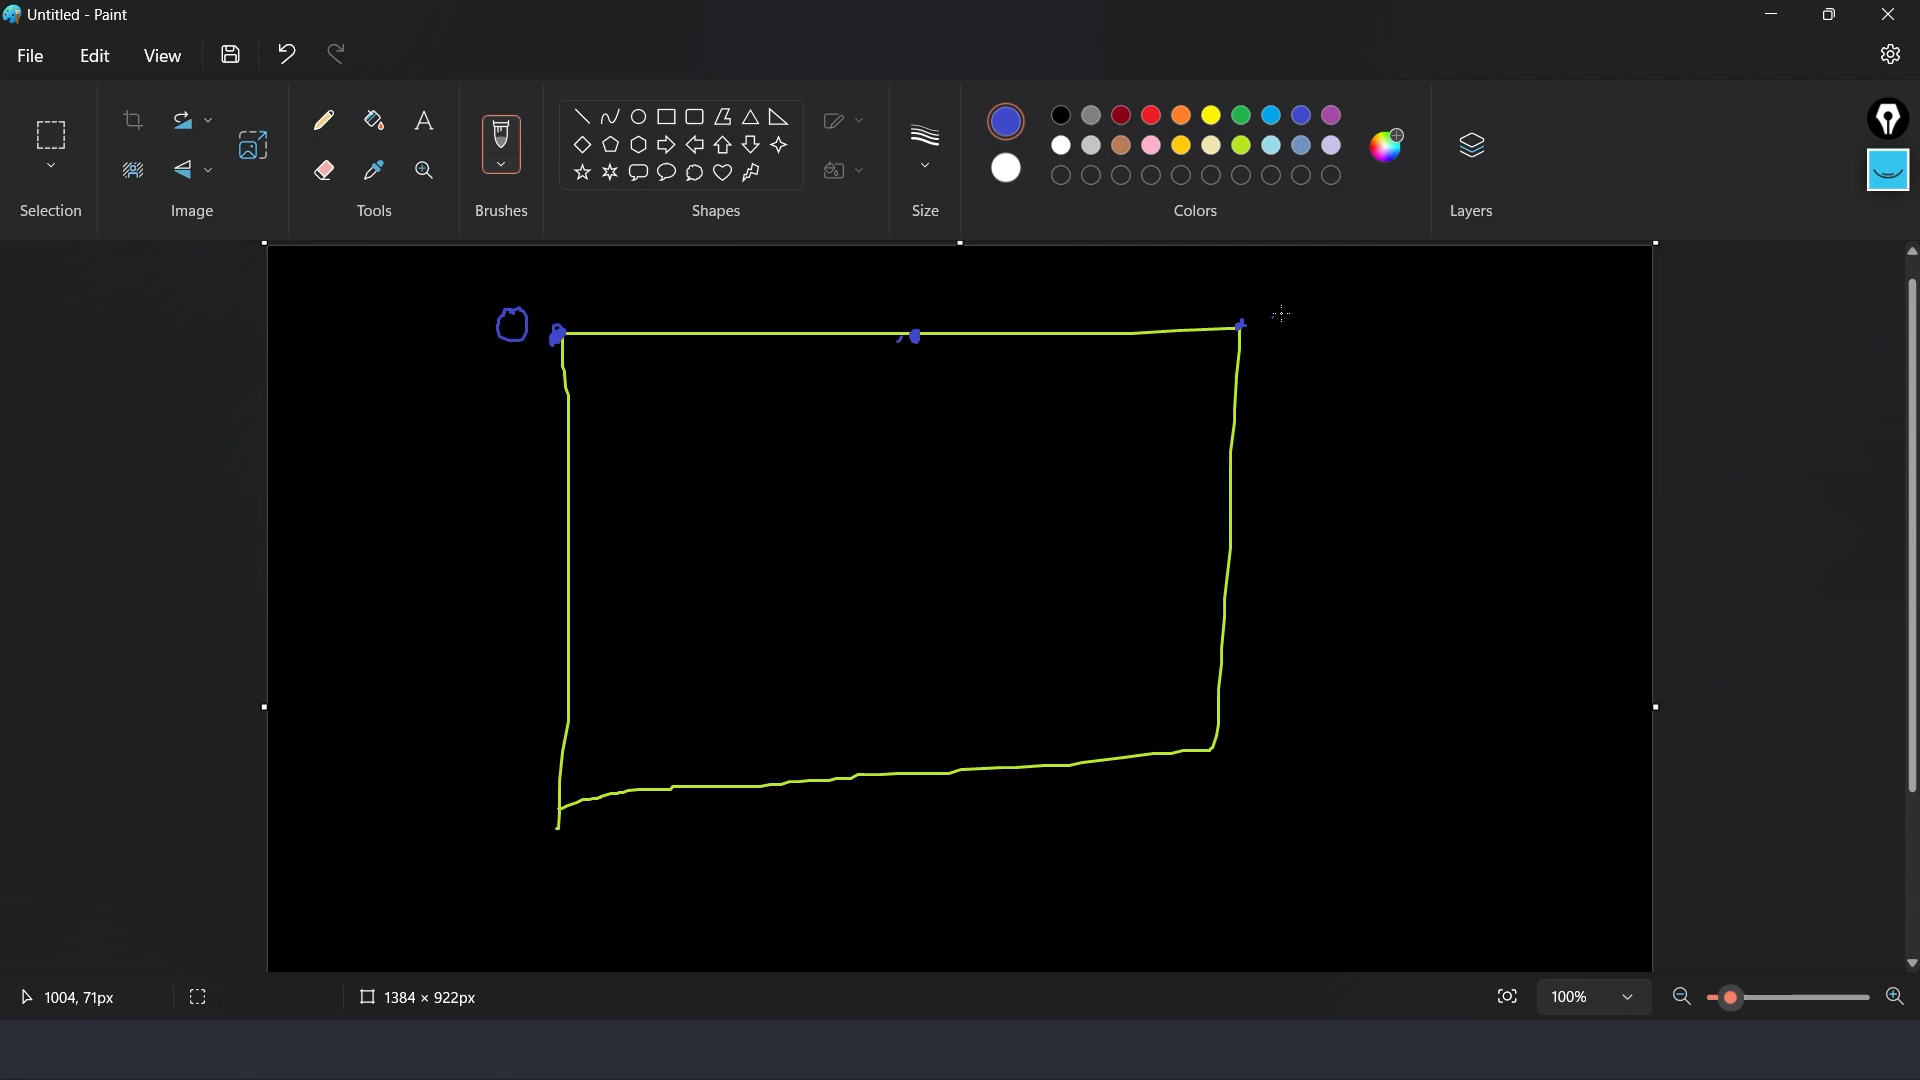 Untitled - Paint
File Edit View
Selection Image Tools Brushes Shapes Size Colors Layers
1004, 71px 1384 × 922px 100%